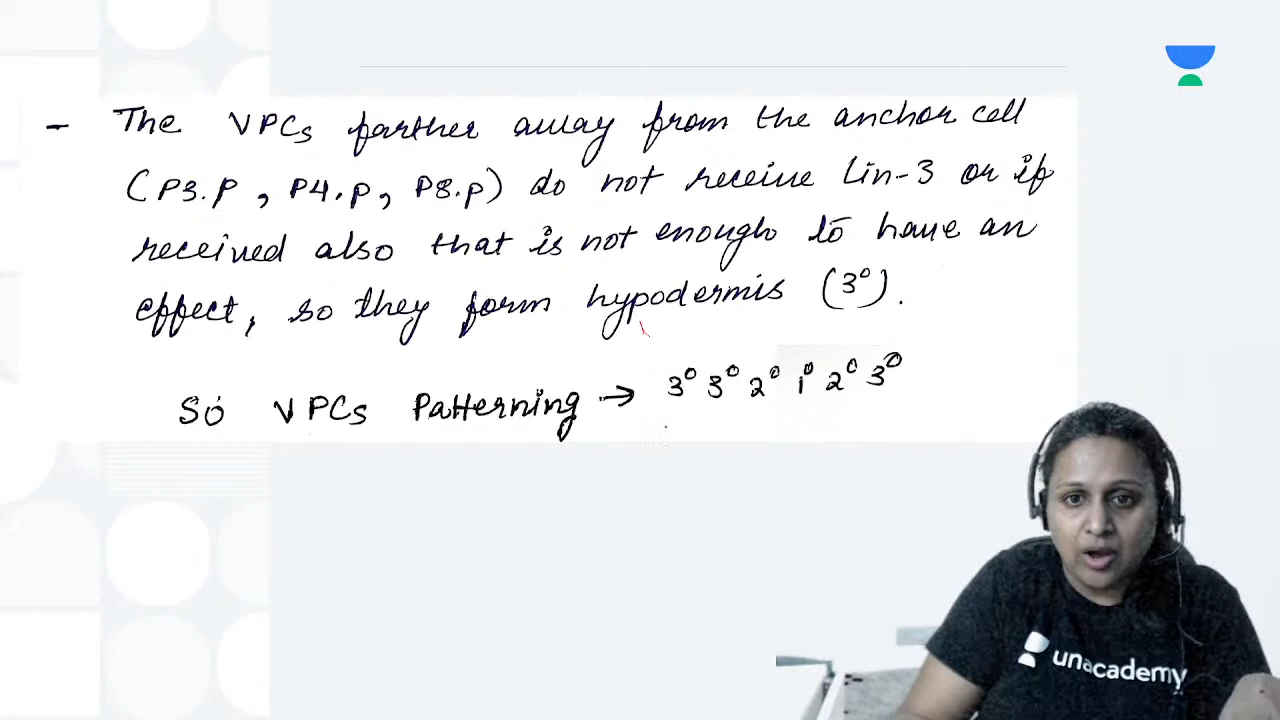 - The VPCs farther away from the anchor cell
(P3.p, P4.p, P8.p) do not receive Lin-3 or if
received also that is not enough to have an
effect, so they form hypodermis (3°).
So VPCs Patterning → 3° 3° 2° 1° 2° 3°
unacademy